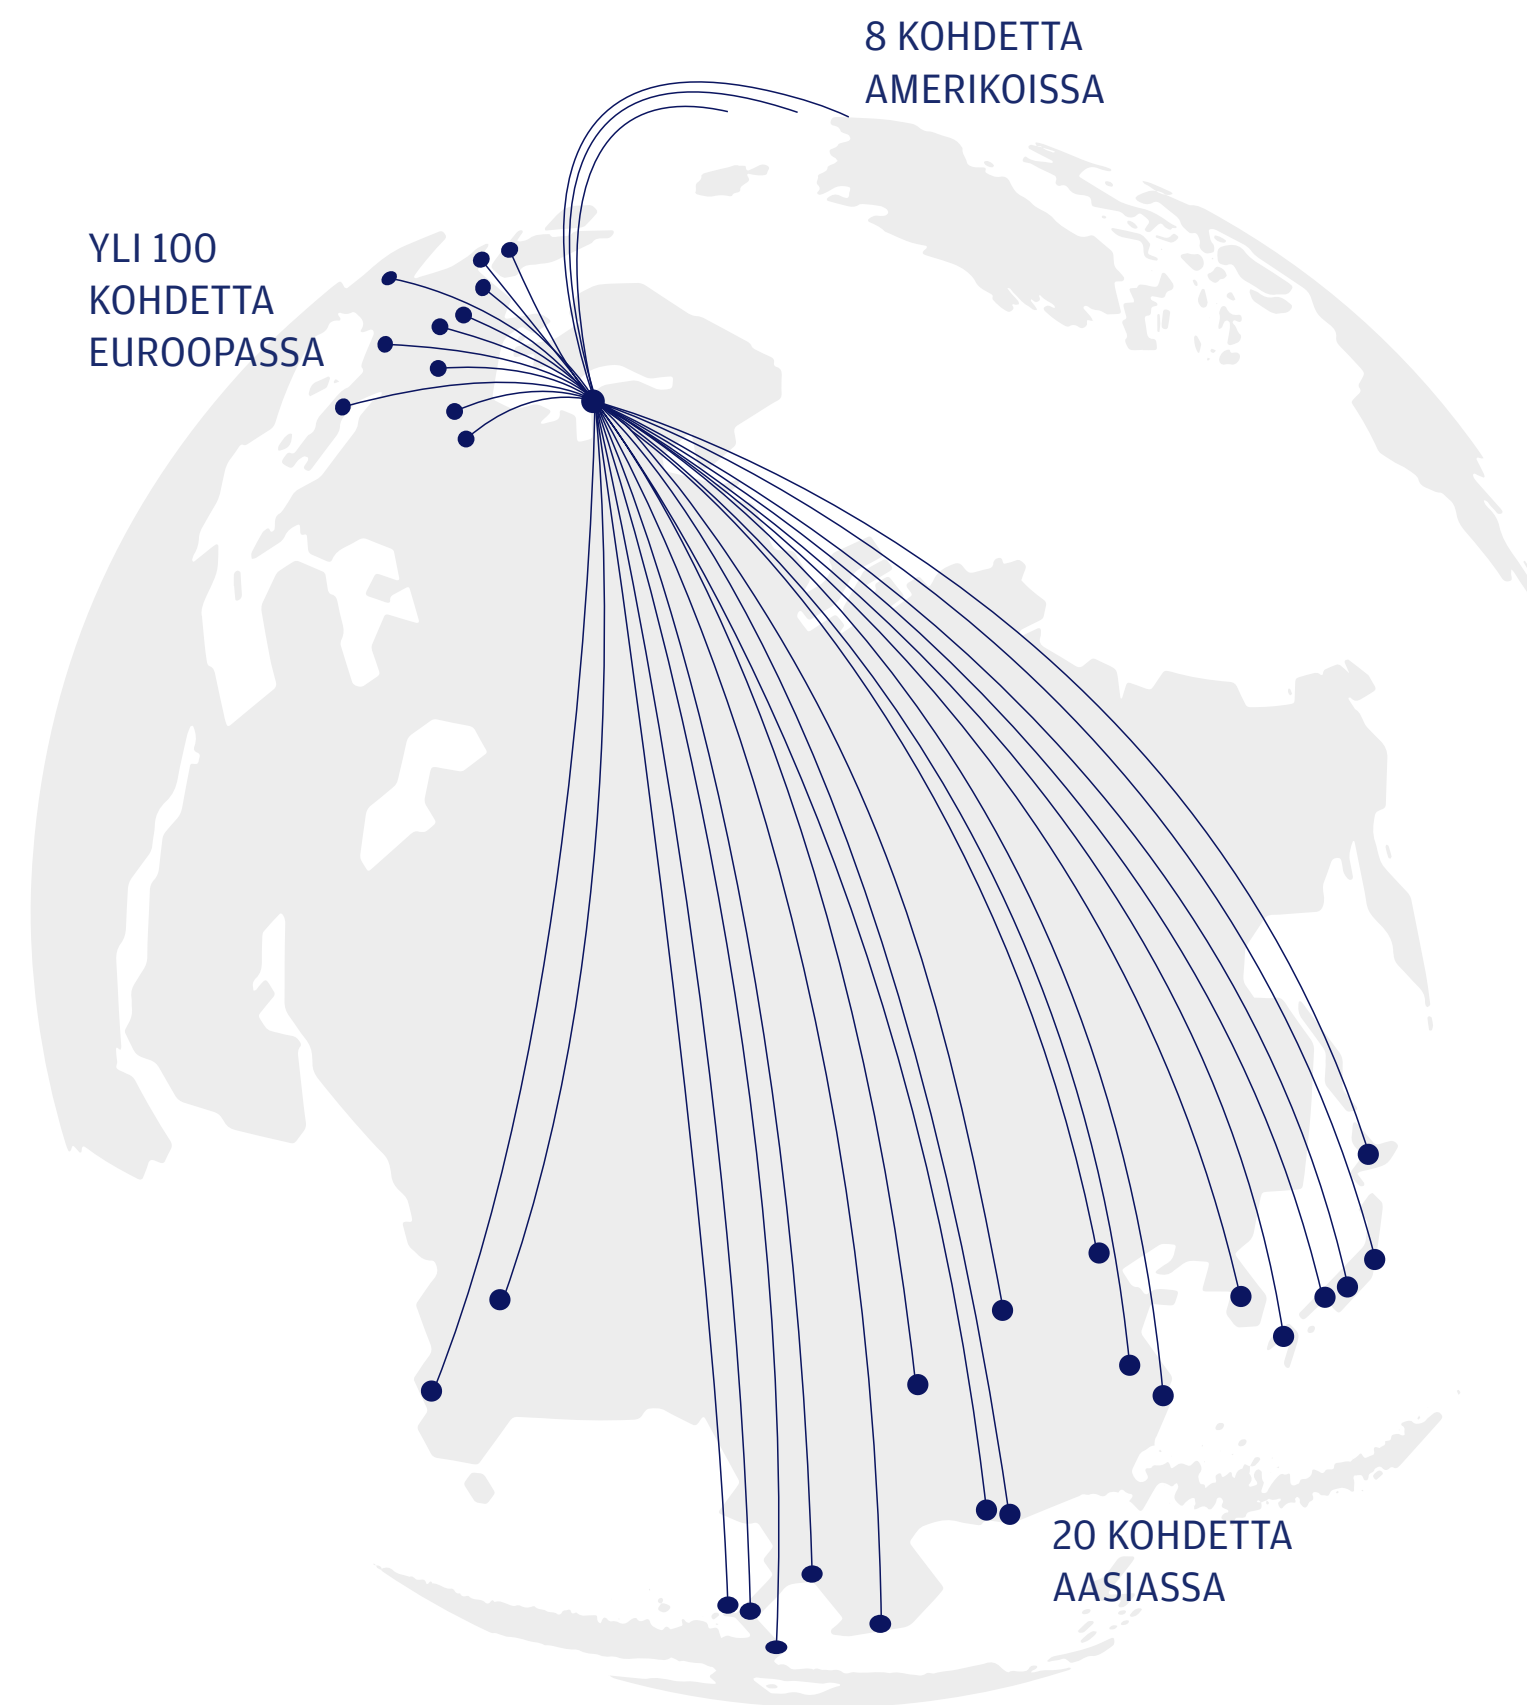 8 KOHDETTA
AMERIKOISSA
YLI 100
KOHDETTA
EUROOPASSA
20 KOHDETTA
AASIASSA